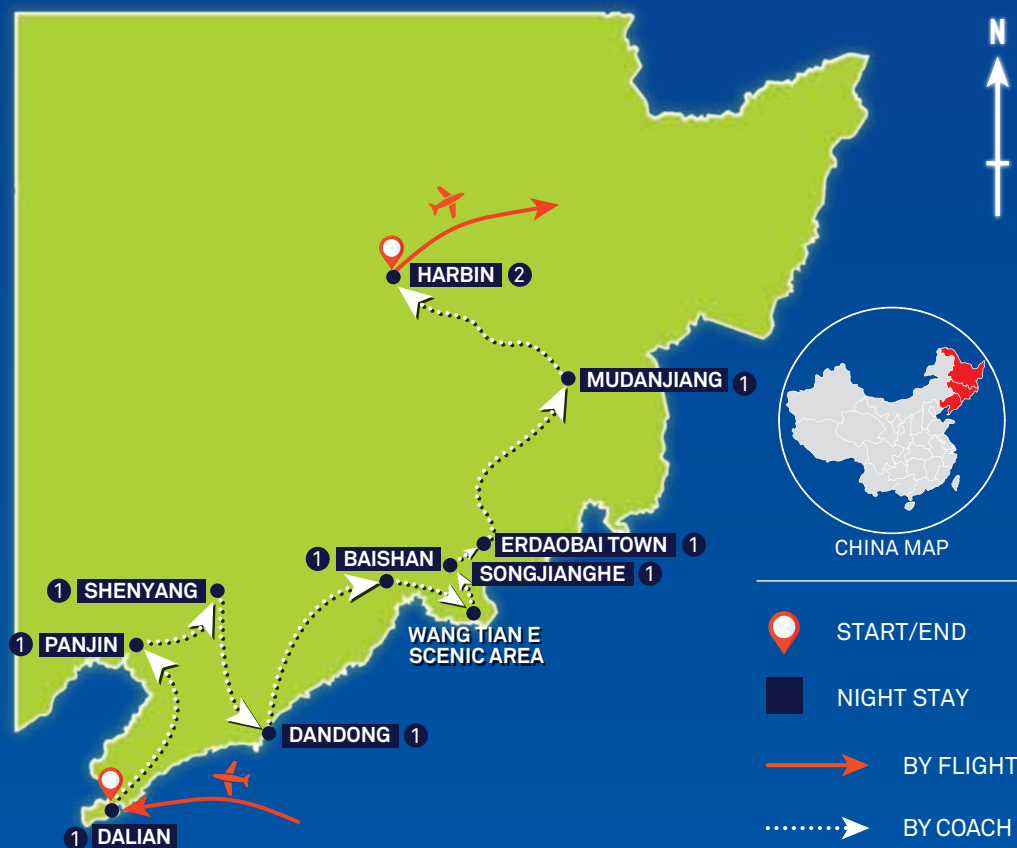 N
HARBIN 2
MUDANJIANG 1
ERDAOBAI TOWN 1
1 BAISHAN
SONGJIANGHE 1
1 SHENYANG
WANG TIAN E
SCENIC AREA
1 PANJIN
DANDONG 1
1 DALIAN
CHINA MAP
START/END
NIGHT STAY
BY FLIGHT
BY COACH